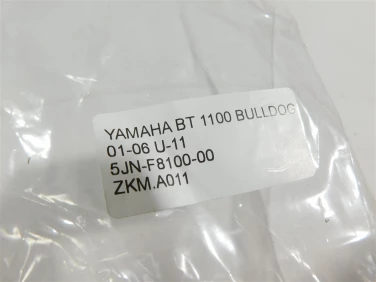 YAMAHA BT 1100 BULLDOG
01-06 U-11
5JN-F8100-00
ZKM.A011